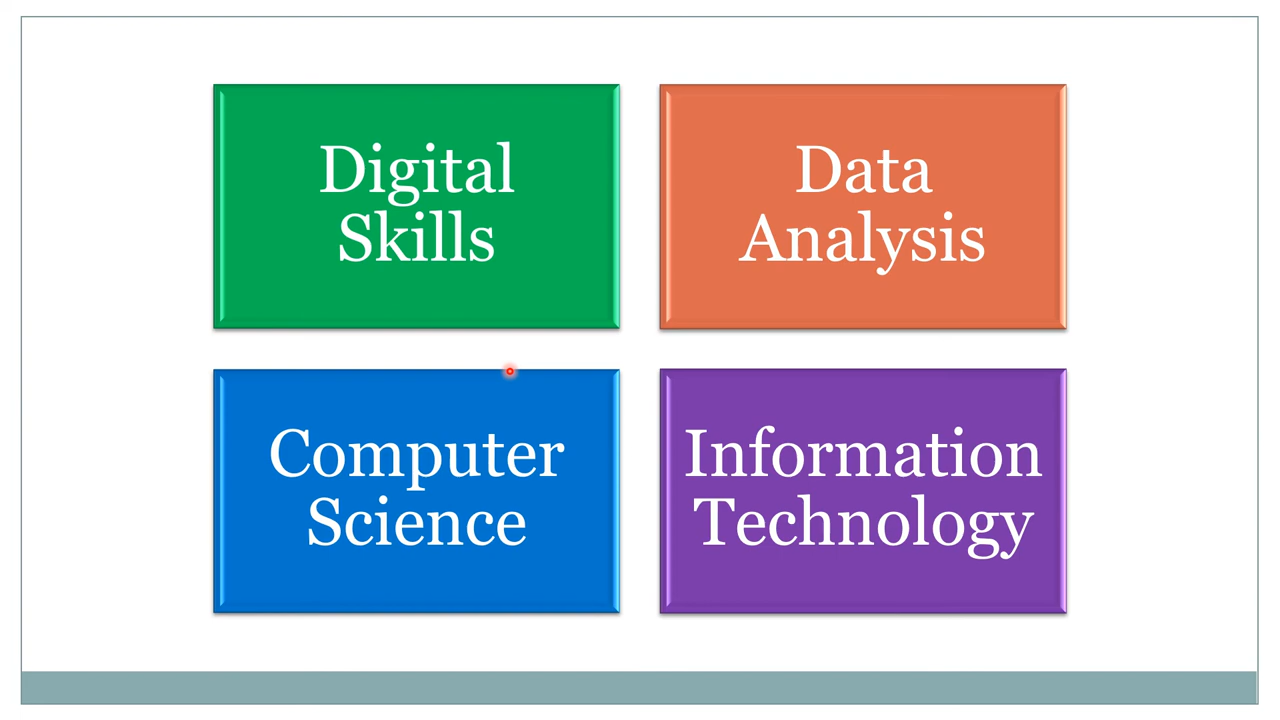 Digital
Skills
Data
Analysis
Computer
Science
Information
Technology